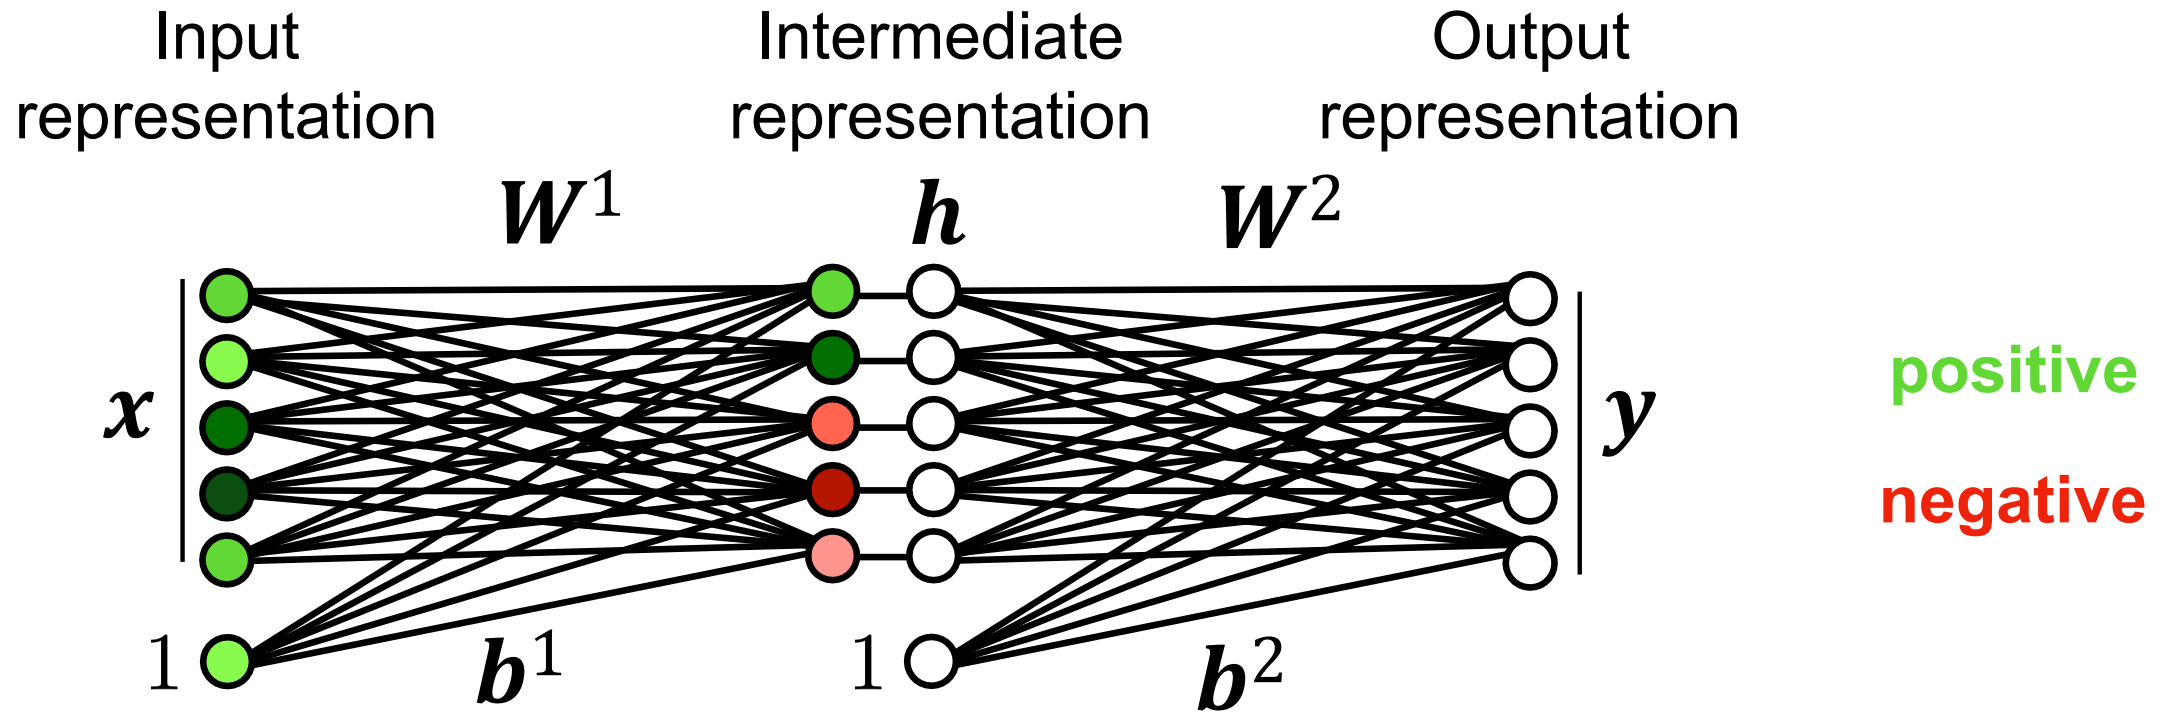 Input
representation
Intermediate
representation
Output
representation
W¹
h
W²
x
y
positive
negative
1
b¹
1
b²